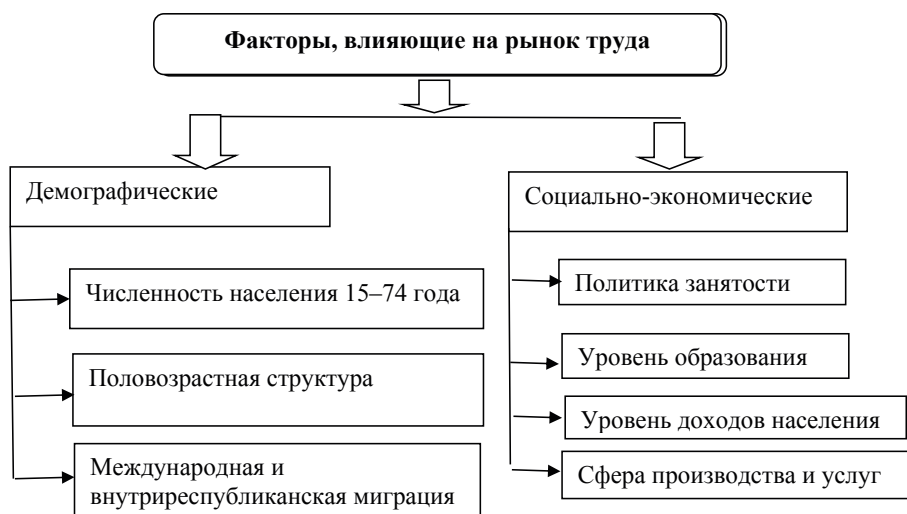 Факторы, влияющие на рынок труда
Демографические
Численность населения 15–74 года
Половозрастная структура
Международная и
внутриреспубликанская миграция
Социально-экономические
Политика занятости
Уровень образования
Уровень доходов населения
Сфера производства и услуг